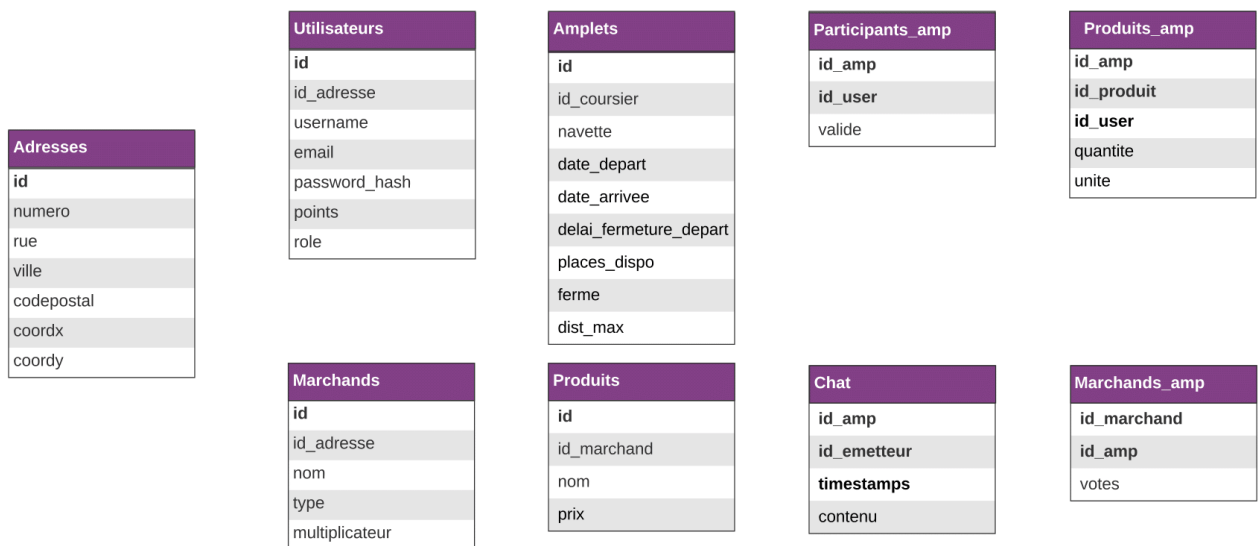 Adresses
id
numero
rue
ville
codepostal
coordx
coordy
Utilisateurs
id
id_adresse
username
email
password_hash
points
role
Marchands
id
id_adresse
nom
type
multiplicateur
Amplets
id
id_coursier
navette
date_depart
date_arrivee
delai_fermeture_depart
places_dispo
ferme
dist_max
Produits
id
id_marchand
nom
prix
Participants_amp
id_amp
id_user
valide
Chat
id_amp
id_emetteur
timestamps
contenu
Produits_amp
id_amp
id_produit
id_user
quantite
unite
Marchands_amp
id_marchand
id_amp
votes